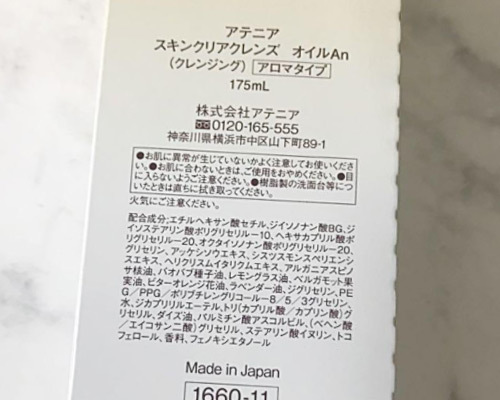 アテニア
スキンクリアクレンズ オイルAn
(クレンジング) アロマタイプ
175mL
株式会社アテニア
0120-165-555
神奈川県横浜市中区山下町89-1
●お肌に異常が生じていないかよく注意してお使いくださ
い。●お肌に合わないときは、ご使用をおやめください。●目
に入らないようご注意ください。●樹脂製の洗面台等につ
いたときは直ちに拭き取ってください。
火気にご注意ください。
配合成分:エチルヘキサン酸セチル、ジイソノナン酸BG、ジ
イソステアリン酸ポリグリセリル-10、ヘキサカプリル酸ポ
リグリセリル-20、オクタイソノナン酸ポリグリセリル-20、
グリセリン、アッケシソウエキス、シスツスモンスペリエンシ
スエキス、ヘリクリスムイタリクムエキス、アルガニアスピノ
サ核油、バオバブ種子油、レモングラス油、ベルガモット果
実油、ビターオレンジ花油、ラベンダー油、ジグリセリン、PE
G/PPG/ポリブチレングリコール-8/5/3グリセリン、
水、ジカプリリルエーテル、トリ(カプリル酸/カプリン酸)グ
リセリル、ダイズ油、パルミチン酸アスコルビル、(ベヘン酸
/エイコサン二酸)グリセリル、ステアリン酸イヌリン、トコ
フェロール、香料、フェノキシエタノール
Made in Japan
1660-11